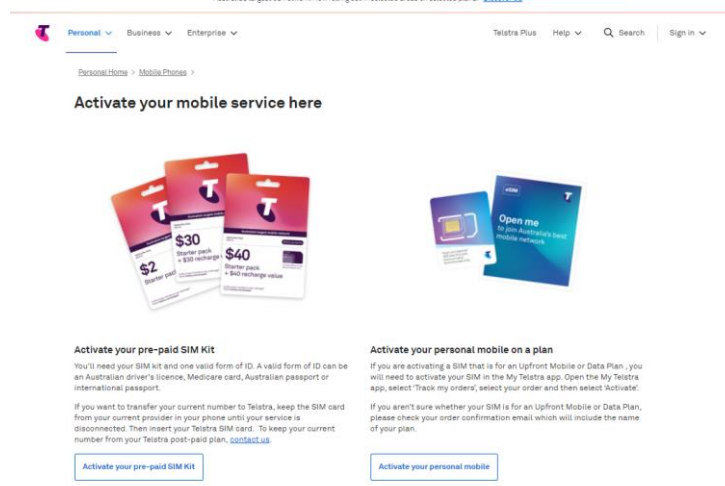 Personal Business Enterprise Telstra Plus Help Search Sign in
Personal Home > Mobile Phones >
Activate your mobile service here
$2
Starter pack
$30
Starter pack
+ $30 recharge
$40
Starter pack
+ $40 recharge value
eSIM
Open me
to join Australia's best
mobile network
Activate your pre-paid SIM Kit
You'll need your SIM kit and one valid form of ID. A valid form of ID can be
an Australian driver's licence, Medicare card, Australian passport or
international passport.
If you want to transfer your current number to Telstra, keep the SIM card
from your current provider in your phone until your service is
disconnected. Then insert your Telstra SIM card. To keep your current
number from your Telstra post-paid plan, contact us.
Activate your pre-paid SIM Kit
Activate your personal mobile on a plan
If you are activating a SIM that is for an Upfront Mobile or Data Plan , you
will need to activate your SIM in the My Telstra app. Open the My Telstra
app, select 'Track my orders', select your order and then select 'Activate'.
If you aren't sure whether your SIM is for an Upfront Mobile or Data Plan,
please check your order confirmation email which will include the name
of your plan.
Activate your personal mobile